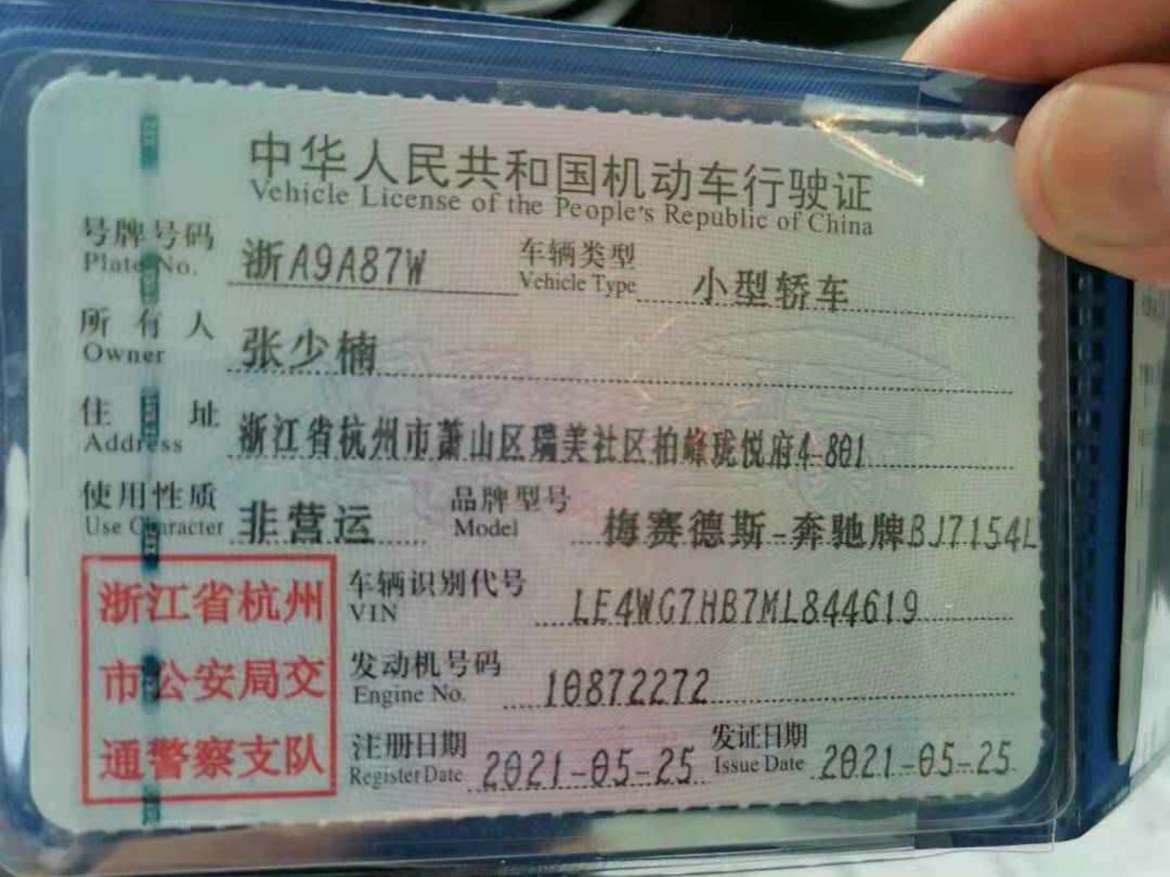 中华人民共和国机动车行驶证
Vehicle License of the People's Republic of China
号牌号码 浙A9A87W 车辆类型 小型轿车
Plate No. Vehicle Type
所有人 张少楠
Owner
住址 浙江省杭州市萧山区瑞美社区柏峰珑悦府4-801
Address
使用性质 非营运 品牌型号 梅赛德斯-奔驰牌BJ7154L
Use Character Model
浙江省杭州
市公安局交
通警察支队
车辆识别代号 LE4WG7HB7ML844619
VIN
发动机号码 10872272
Engine No.
注册日期 2021-05-25 发证日期 2021-05-25
Register Date Issue Date